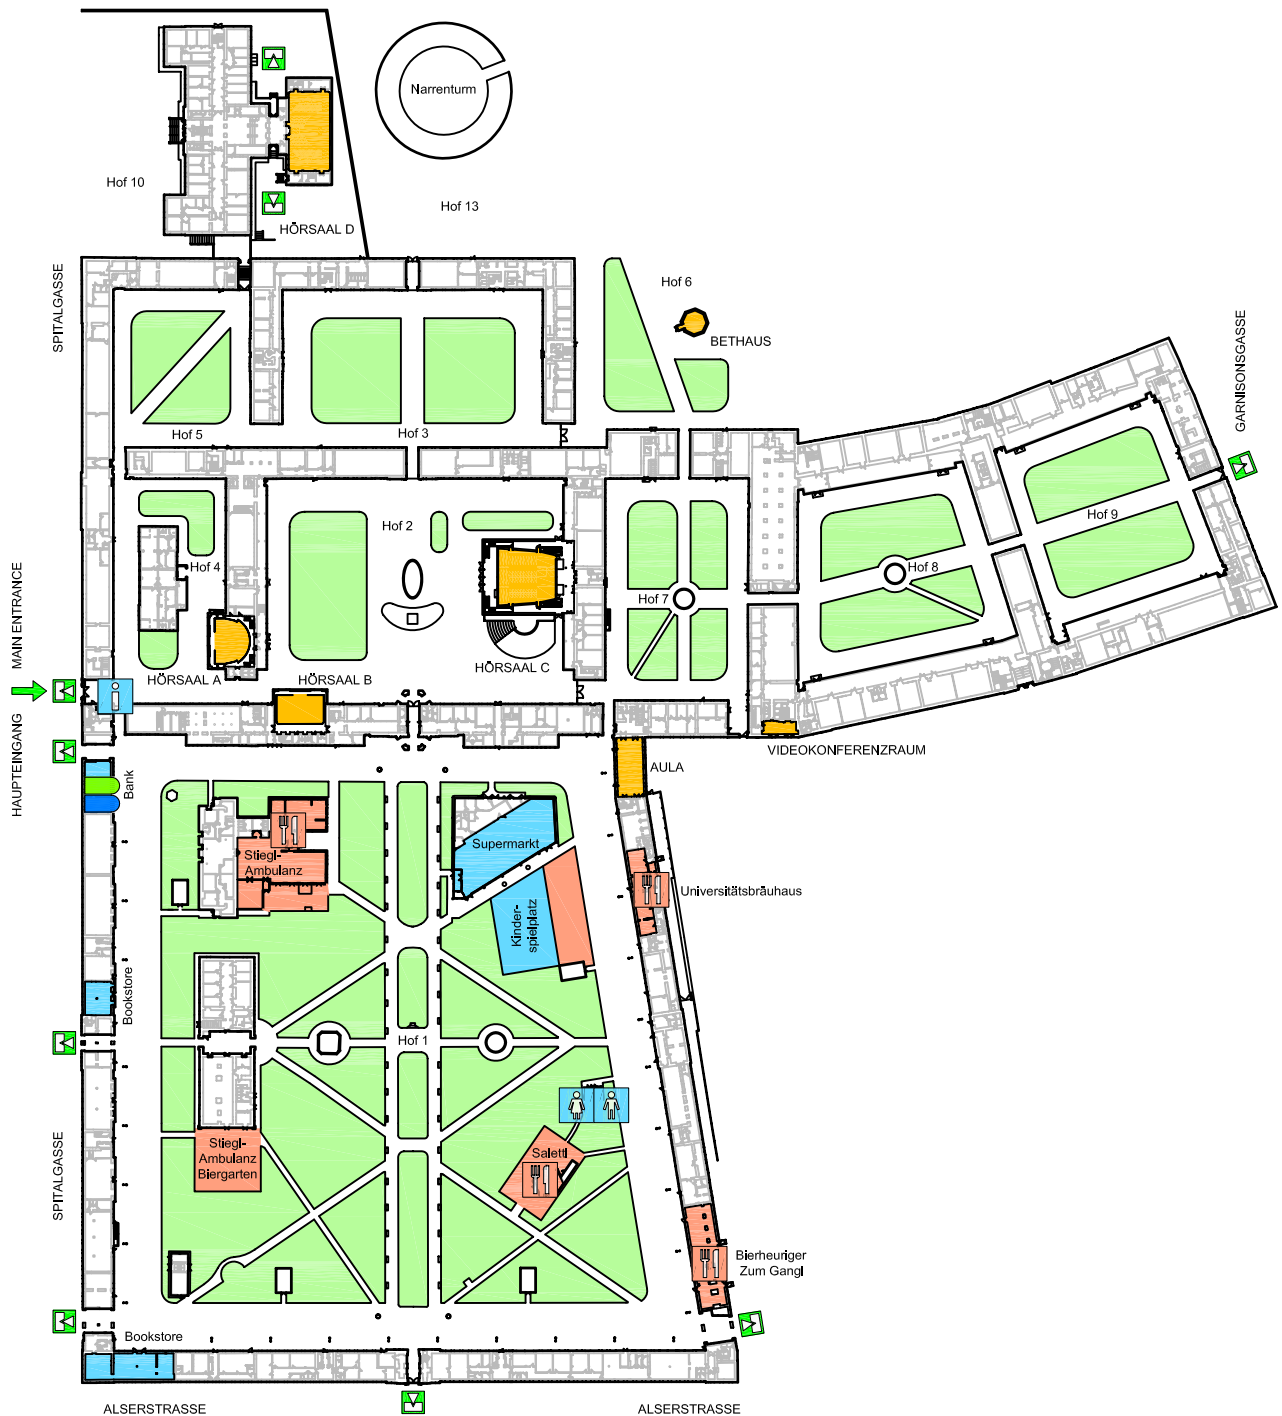 Narrenturm
Hof 10
Hof 13
HÖRSAAL D
SPITALGASSE
Hof 6
BETHAUS
GARNISONSGASSE
Hof 5
Hof 3
Hof 2
Hof 9
Hof 4
Hof 8
Hof 7
MAIN ENTRANCE
HÖRSAAL A
HÖRSAAL B
HÖRSAAL C
HAUPTEINGANG
VIDEOKONFERENZRAUM
Bank
AULA
Stiegl-
Ambulanz
Supermarkt
Universitätsbräuhaus
Kinder-
spielplatz
Bookstore
Hof 1
SPITALGASSE
Stiegl-
Ambulanz
Biergarten
Salettl
Bierheuriger
Zum Gangl
Bookstore
ALSERSTRASSE
ALSERSTRASSE